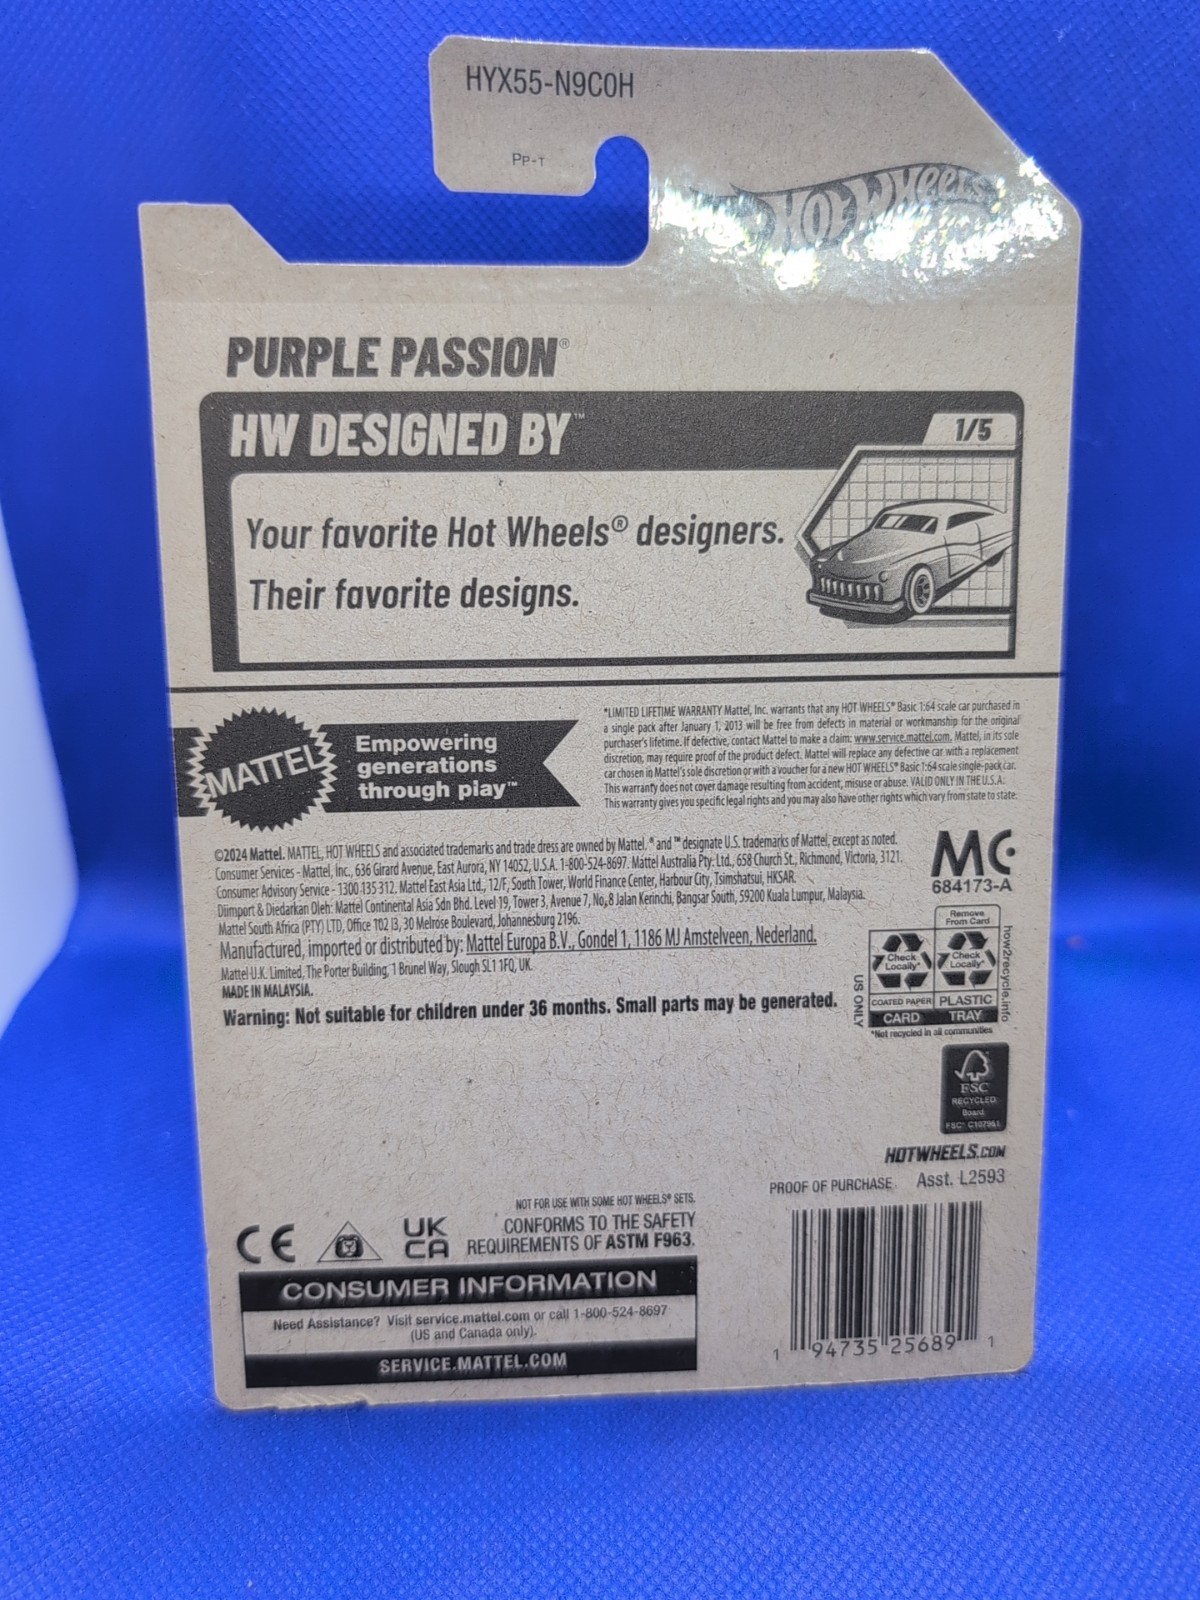 HYX55-N9C0H
PP-T
HOT WHEELS
PURPLE PASSION®
HW DESIGNED BY™
1/5
Your favorite Hot Wheels® designers.
Their favorite designs.
MATTEL
Empowering
generations
through play™
*LIMITED LIFETIME WARRANTY Mattel, Inc. warrants that any HOT WHEELS® Basic 1:64 scale car purchased in
a single pack after January 1, 2013 will be free from defects in material or workmanship for the original
purchaser's lifetime. If defective, contact Mattel to make a claim: www.service.mattel.com. Mattel, in its sole
discretion, may require proof of the product defect. Mattel will replace any defective car with a replacement
car chosen in Mattel's sole discretion or with a voucher for a new HOT WHEELS® Basic 1:64 scale single-pack car.
This warranty does not cover damage resulting from accident, misuse or abuse. VALID ONLY IN THE U.S.A.
This warranty gives you specific legal rights and you may also have other rights which vary from state to state.
©2024 Mattel. MATTEL, HOT WHEELS and associated trademarks and trade dress are owned by Mattel. ® and ™ designate U.S. trademarks of Mattel, except as noted.
Consumer Services - Mattel, Inc., 636 Girard Avenue, East Aurora, NY 14052, U.S.A. 1-800-524-8697. Mattel Australia Pty. Ltd., 658 Church St., Richmond, Victoria, 3121.
Consumer Advisory Service - 1300 135 312. Mattel East Asia Ltd., 12/F, South Tower, World Finance Center, Harbour City, Tsimshatsui, HKSAR.
Diimport & Diedarkan Oleh: Mattel Continental Asia Sdn Bhd. Level 19, Tower 3, Avenue 7, No,8 Jalan Kerinchi, Bangsar South, 59200 Kuala Lumpur, Malaysia.
Mattel South Africa (PTY) LTD, Office 102 I3, 30 Melrose Boulevard, Johannesburg 2196.
Manufactured, imported or distributed by: Mattel Europa B.V., Gondel 1, 1186 MJ Amstelveen, Nederland.
Mattel U.K. Limited, The Porter Building, 1 Brunel Way, Slough SL1 1FQ, UK.
MADE IN MALAYSIA.
Warning: Not suitable for children under 36 months. Small parts may be generated.
MC
684173-A
Remove
From Card
Check
Locally*
Check
Locally*
COATED PAPER
PLASTIC
CARD
TRAY
US ONLY
how2recycle.info
*Not recycled in all communities
FSC
RECYCLED
Board
FSC® C107961
HOTWHEELS.COM
PROOF OF PURCHASE
Asst. L2593
NOT FOR USE WITH SOME HOT WHEELS® SETS.
CE
UK
CA
CONFORMS TO THE SAFETY
REQUIREMENTS OF ASTM F963.
CONSUMER INFORMATION
Need Assistance? Visit service.mattel.com or call 1-800-524-8697
(US and Canada only).
SERVICE.MATTEL.COM
1 94735 25689 1